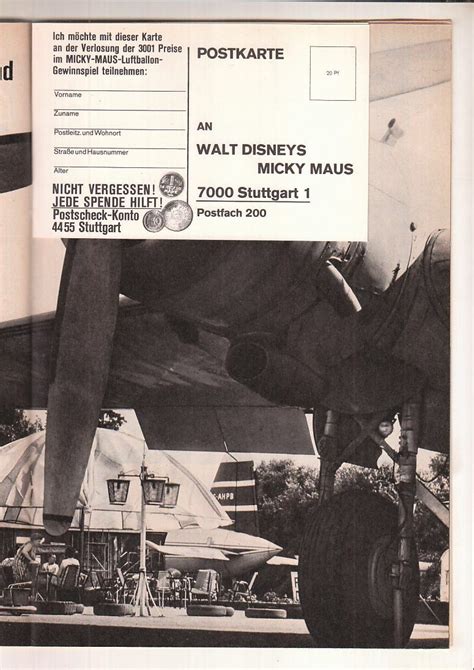 d
Ich möchte mit dieser Karte
an der Verlosung der 3001 Preise
im MICKY-MAUS-Luftballon-
Gewinnspiel teilnehmen:
Vorname
Zuname
Postleitz. und Wohnort
Straße und Hausnummer
Alter
NICHT VERGESSEN!
JEDE SPENDE HILFT!
Postscheck-Konto
4455 Stuttgart
POSTKARTE
20 Pf
AN
WALT DISNEYS
MICKY MAUS
7000 Stuttgart 1
Postfach 200
-AHPB